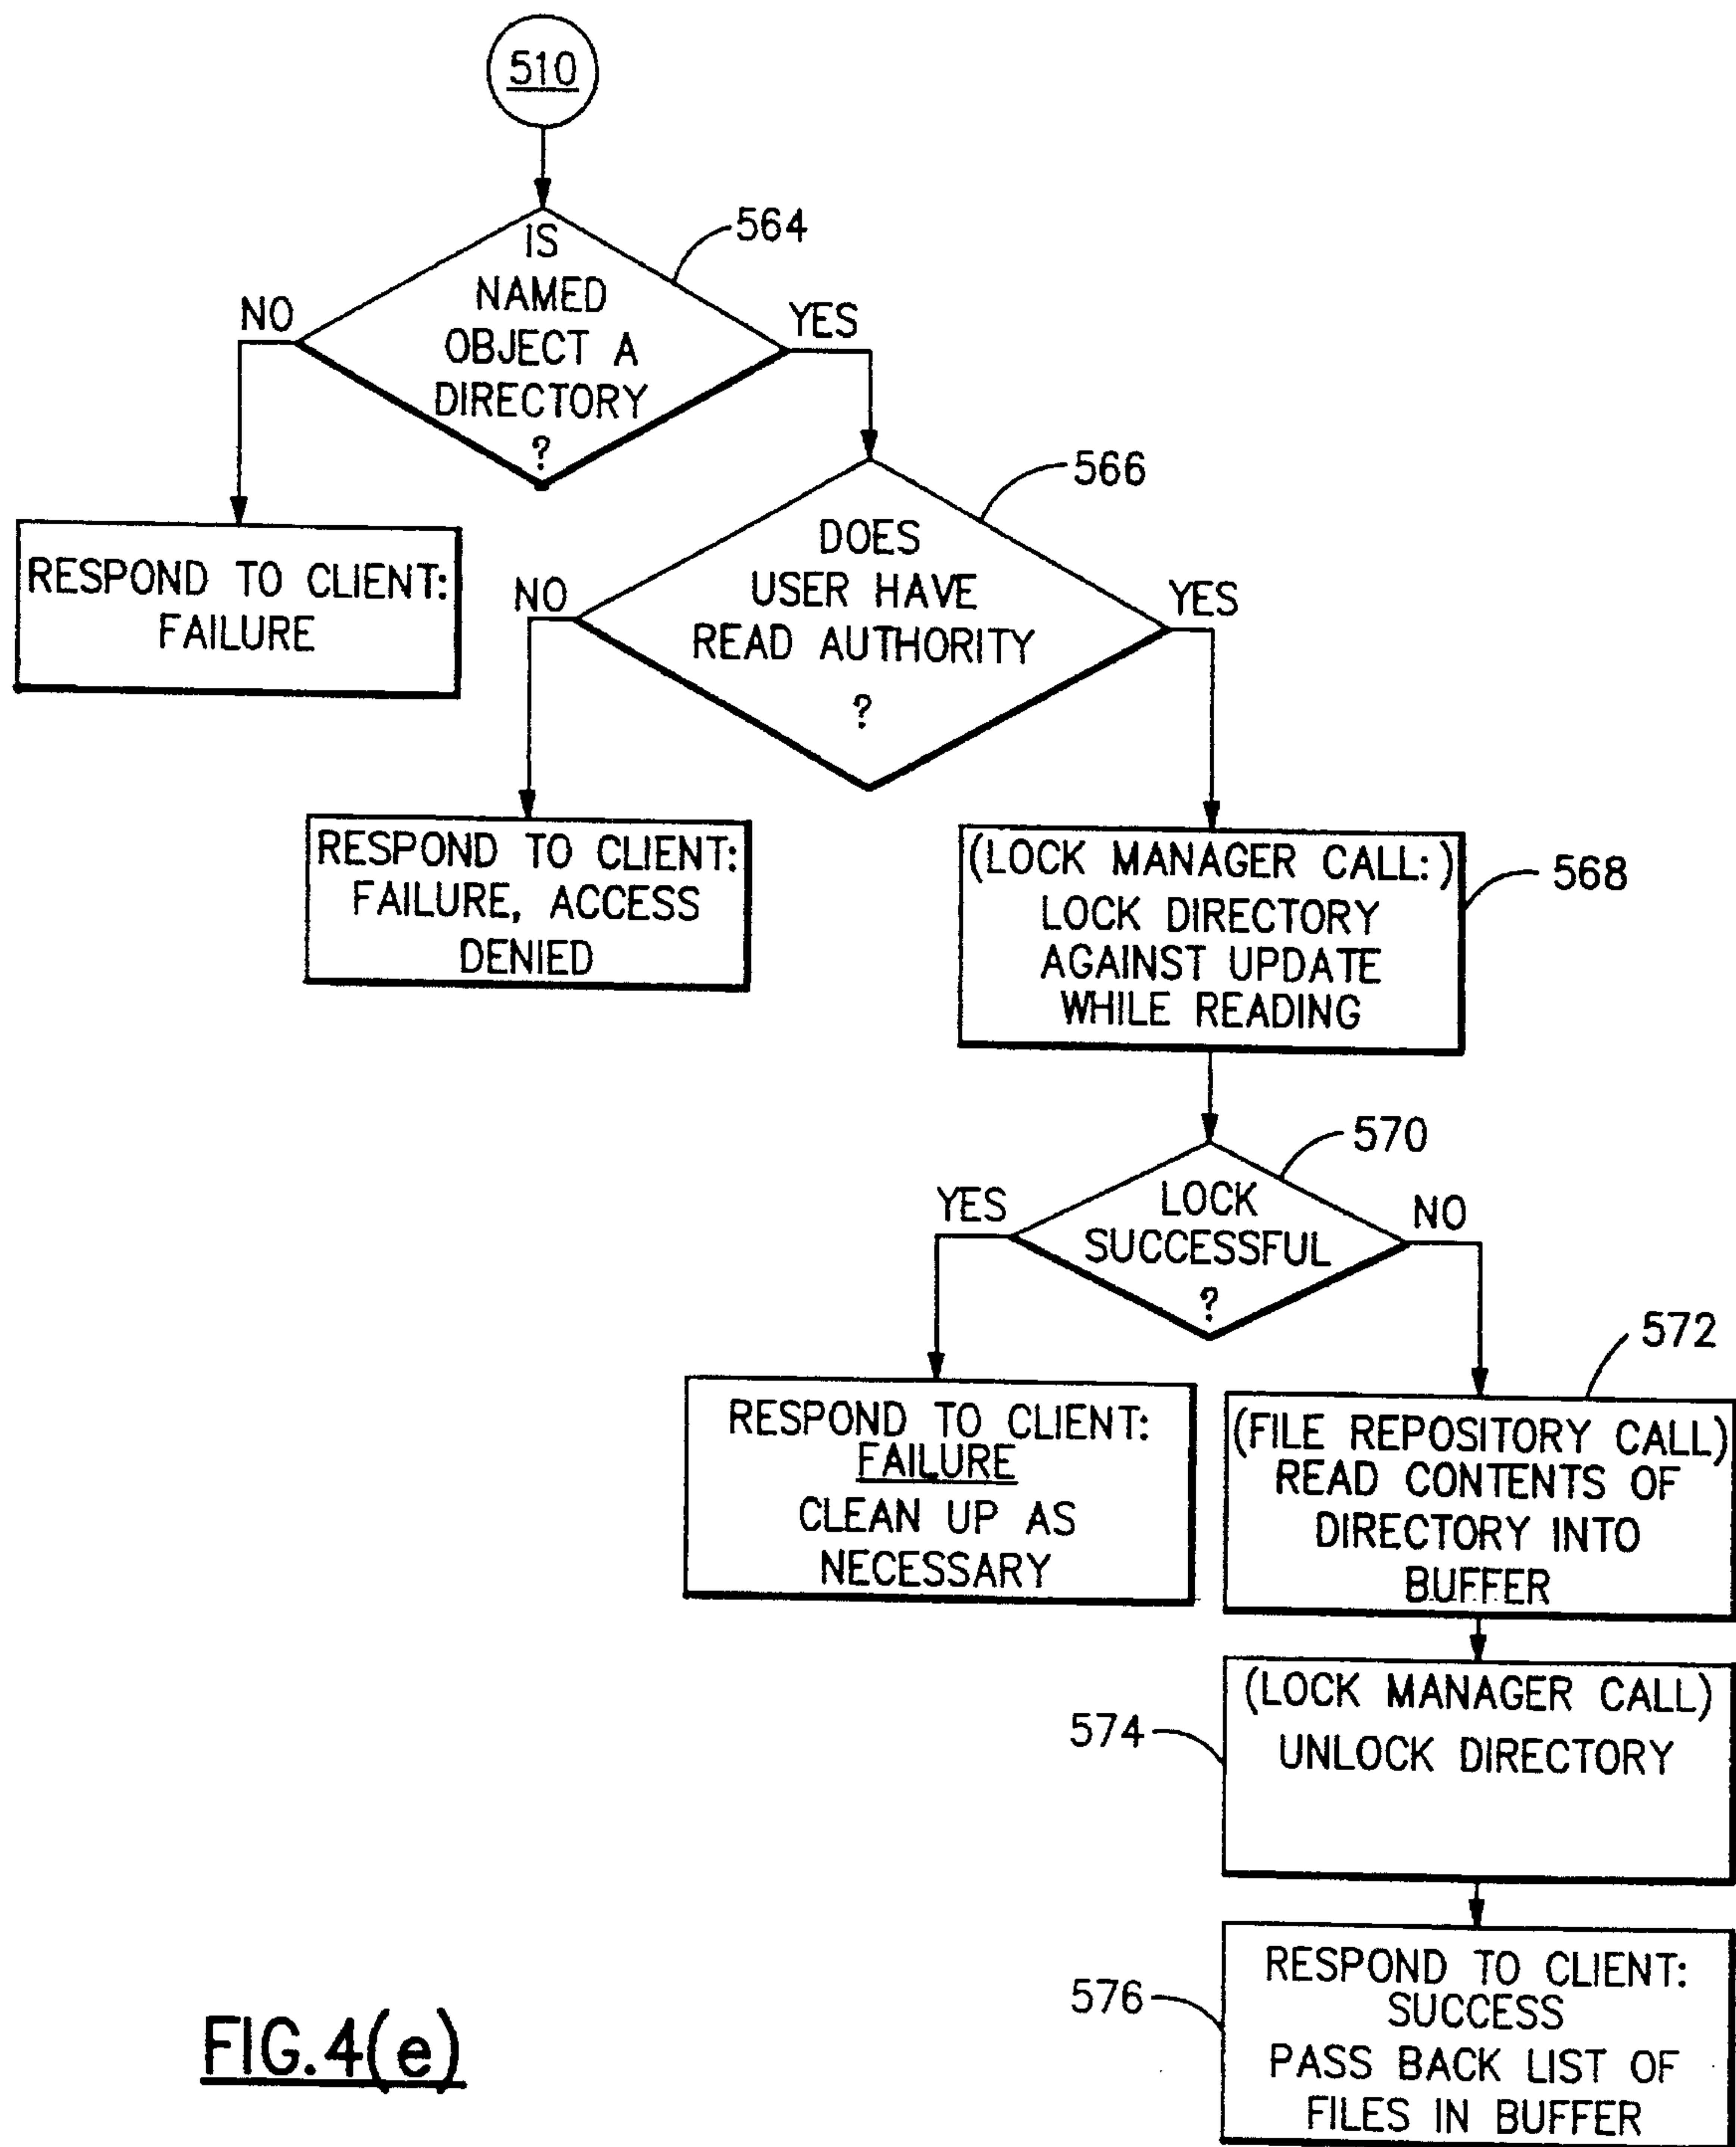 510
IS
NAMED
OBJECT A
DIRECTORY
?
564
NO
YES
RESPOND TO CLIENT:
FAILURE
DOES
USER HAVE
READ AUTHORITY
?
566
NO
YES
RESPOND TO CLIENT:
FAILURE, ACCESS
DENIED
(LOCK MANAGER CALL:)
LOCK DIRECTORY
AGAINST UPDATE
WHILE READING
568
LOCK
SUCCESSFUL
?
570
YES
NO
RESPOND TO CLIENT:
FAILURE
CLEAN UP AS
NECESSARY
572
(FILE REPOSITORY CALL)
READ CONTENTS OF
DIRECTORY INTO
BUFFER
(LOCK MANAGER CALL)
UNLOCK DIRECTORY
574
RESPOND TO CLIENT:
SUCCESS
PASS BACK LIST OF
FILES IN BUFFER
576
FIG.4(e)